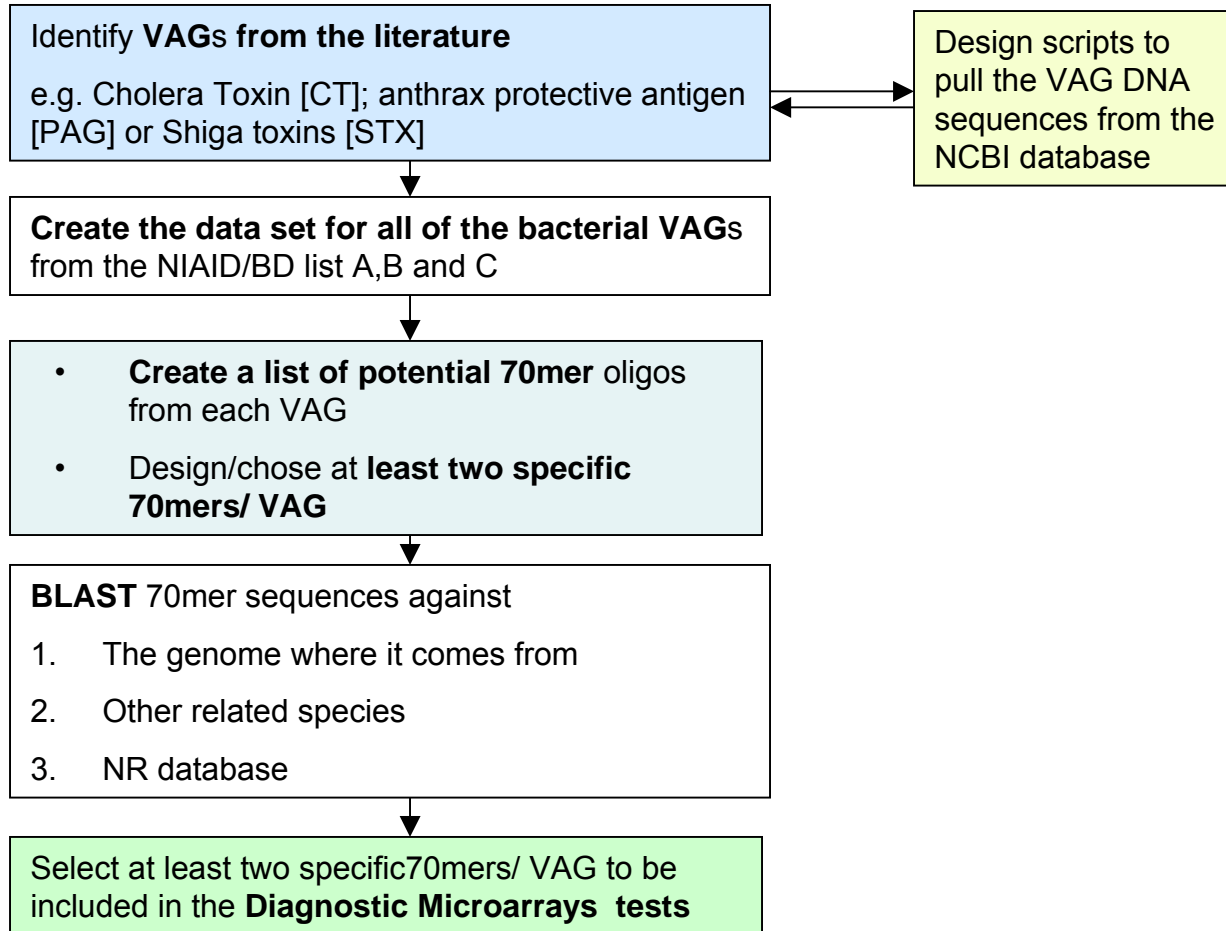 Identify VAGs from the literature
e.g. Cholera Toxin [CT]; anthrax protective antigen
[PAG] or Shiga toxins [STX]
Design scripts to
pull the VAG DNA
sequences from the
NCBI database
Create the data set for all of the bacterial VAGs
from the NIAID/BD list A,B and C
• Create a list of potential 70mer oligos
from each VAG
• Design/chose at least two specific
70mers/ VAG
BLAST 70mer sequences against
1. The genome where it comes from
2. Other related species
3. NR database
Select at least two specific70mers/ VAG to be
included in the Diagnostic Microarrays tests